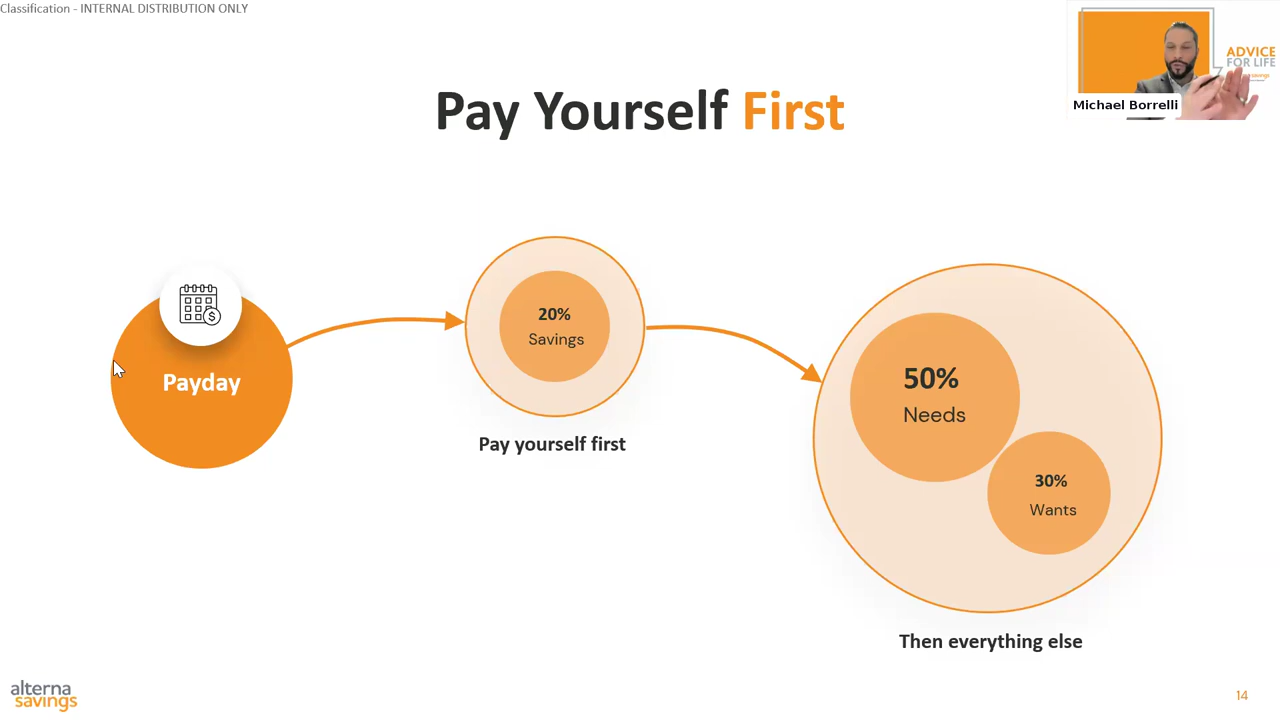 Classification - INTERNAL DISTRIBUTION ONLY
ADVICE
FOR LIFE
savings
Michael Borrelli
Pay Yourself First
Payday
20%
Savings
Pay yourself first
50%
Needs
30%
Wants
Then everything else
alterna
savings
14